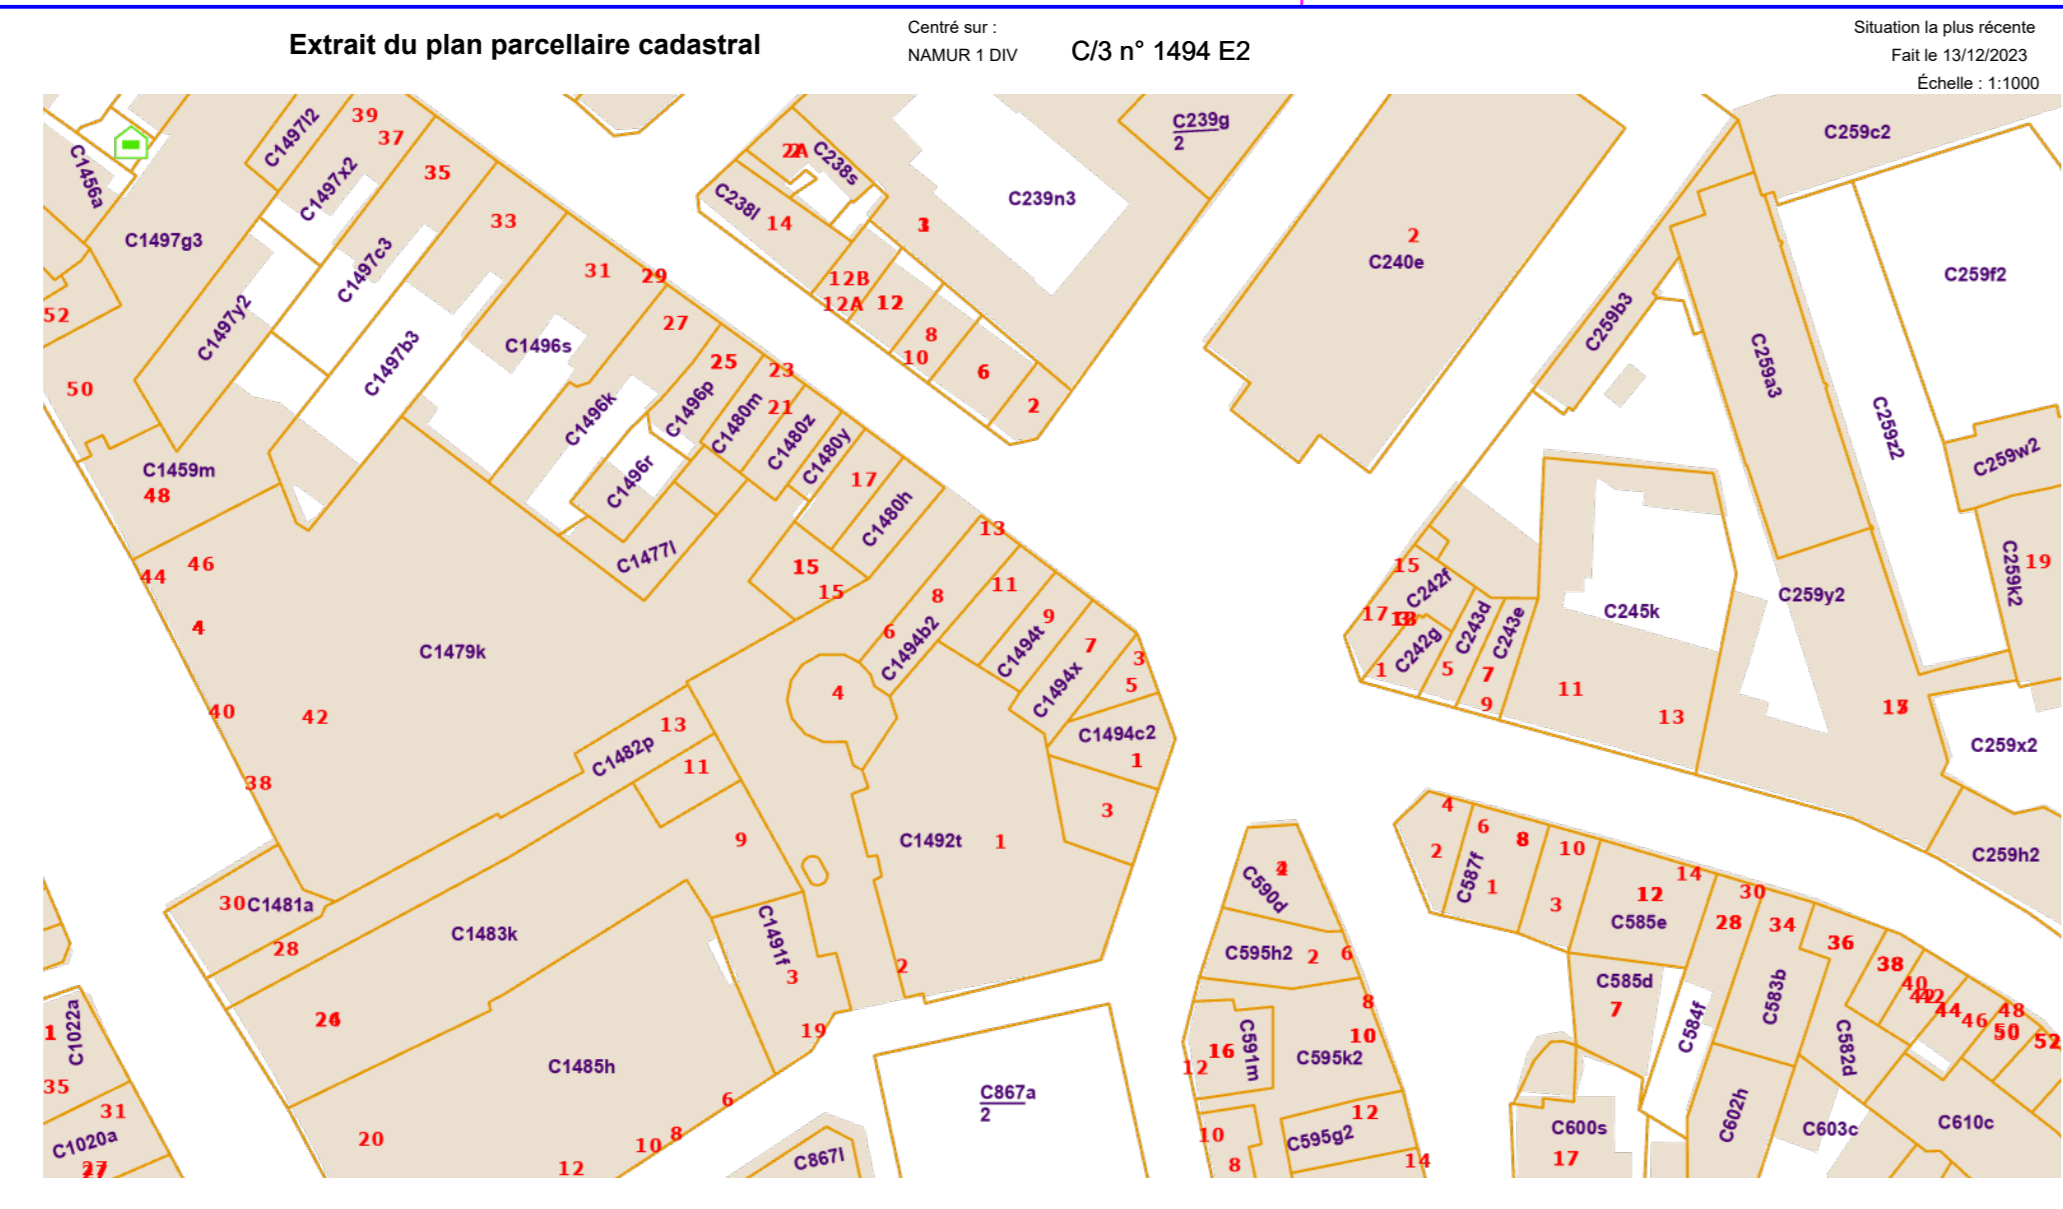 Extrait du plan parcellaire cadastral
Centré sur :
NAMUR 1 DIV
C/3 n° 1494 E2
Situation la plus récente
Fait le 13/12/2023
Échelle : 1:1000
C1456a
C1497g3
C1497l2
39
37
C1497x2
35
33
C1497c3
C1497y2
C1497b3
31
29
C1496s
27
25
23
21
C1496k
C1496p
C1496r
C1480m
C1480z
C1480y
17
C1480h
C1477l
15
15
13
52
50
C1459m
48
46
44
4
40
42
38
C1479k
2A
C238s
C238l
14
12B
12A
12
8
10
6
2
C239n3
C239g
2
2
C240e
C259c2
C259b3
C259a3
C259f2
C259z2
C259w2
C259k2
19
C259y2
C245k
15
C242f
17
C242g
1
C243d
5
C243e
7
9
11
13
C259x2
C259h2
8
6
C1494b2
11
9
C1494t
7
C1494x
3
5
C1494c2
1
3
4
C1492t
1
2
13
C1482p
11
9
30
C1481a
28
C1483k
C1491f
3
19
C1485h
20
6
8
10
12
C1022a
1
35
31
C1020a
27
C867l
C867a
2
C590d
C595h2
2
6
8
10
C591m
16
12
C595k2
12
C595g2
10
8
14
4
2
6
8
C587f
1
10
3
14
12
C585e
30
28
34
36
38
40
42
44
46
48
50
52
C585d
7
C584f
C583b
C582d
C602h
C603c
C610c
C600s
17